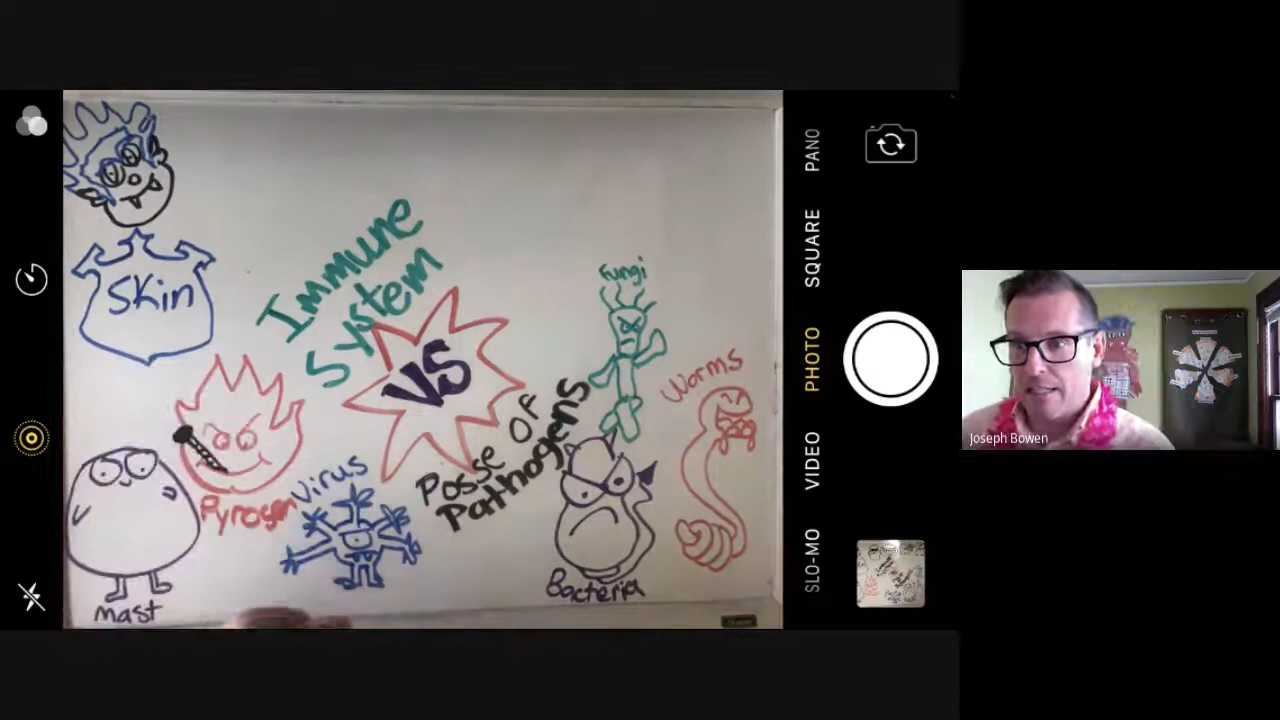 Skin
Immune
System
VS
Posse
OF
Pathogens
Fungi
Worms
Pyrogen
Virus
Bacteria
mast
PANO
SQUARE
PHOTO
VIDEO
SLO-MO
Joseph Bowen